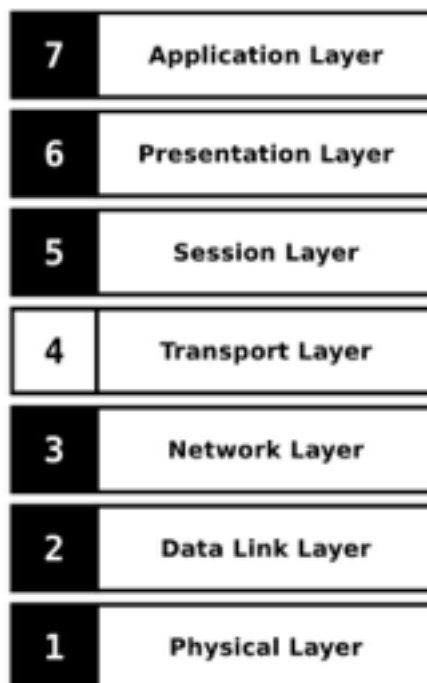 7 Application Layer
6 Presentation Layer
5 Session Layer
4 Transport Layer
3 Network Layer
2 Data Link Layer
1 Physical Layer